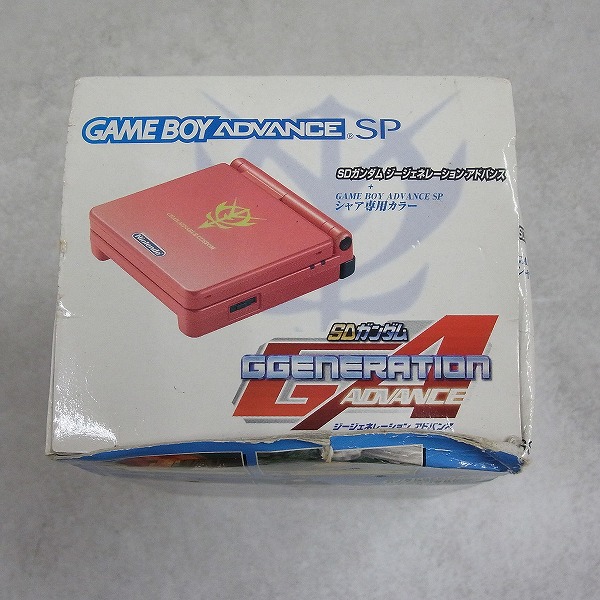 GAME BOY ADVANCE SP
SDガンダム ジージェネレーション アドバンス
+
GAME BOY ADVANCE SP
シャア専用カラー
Nintendo
SDガンダム
GGENERATION
ADVANCE
ジージェネレーション アドバンス